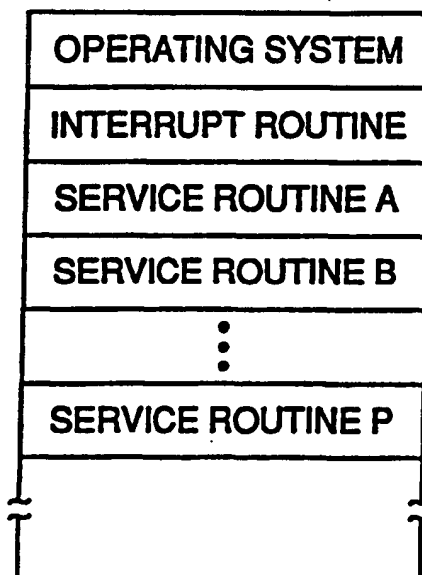 OPERATING SYSTEM
INTERRUPT ROUTINE
SERVICE ROUTINE A
SERVICE ROUTINE B
SERVICE ROUTINE P